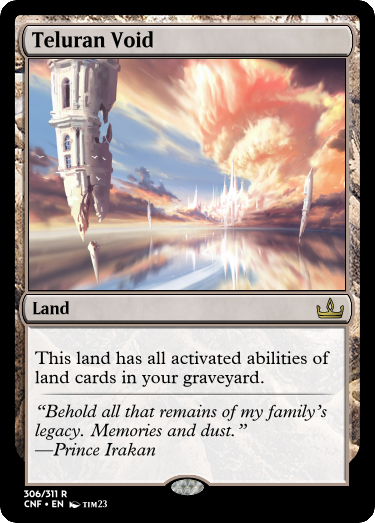 Teluran Void
Land
This land has all activated abilities of
land cards in your graveyard.
“Behold all that remains of my family’s
legacy. Memories and dust.”
—Prince Irakan
306/311 R
CNF • EN TIM23